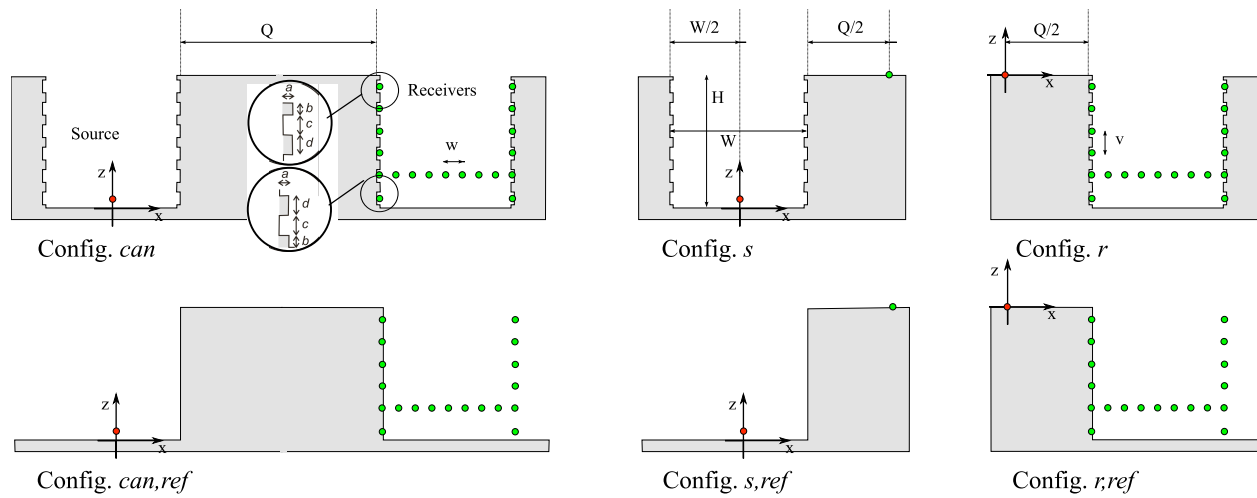 Q
W/2
Q/2
Q/2
z
x
Source
Receivers
a
b
c
d
w
H
W
v
z
x
a
d
c
b
z
x
Config. can
Config. s
Config. r
z
x
z
x
z
x
Config. can,ref
Config. s,ref
Config. r,ref